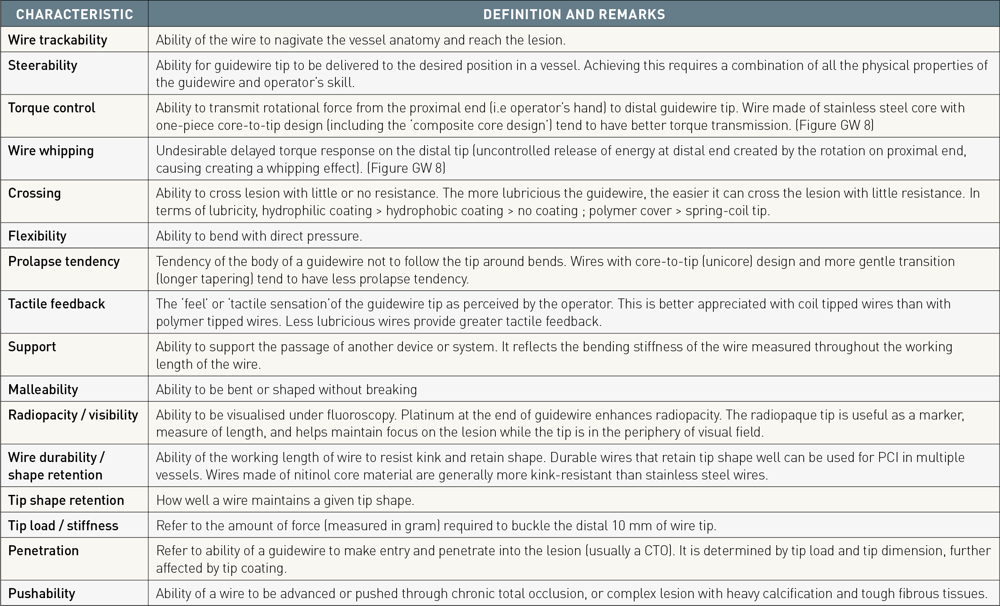 CHARACTERISTIC
DEFINITION AND REMARKS
Wire trackability
Ability of the wire to nagivate the vessel anatomy and reach the lesion.
Steerability
Ability for guidewire tip to be delivered to the desired position in a vessel. Achieving this requires a combination of all the physical properties of
the guidewire and operator’s skill.
Torque control
Ability to transmit rotational force from the proximal end (i.e operator’s hand) to distal guidewire tip. Wire made of stainless steel core with
one-piece core-to-tip design (including the ‘composite core design’) tend to have better torque transmission. (Figure GW 8)
Wire whipping
Undesirable delayed torque response on the distal tip (uncontrolled release of energy at distal end created by the rotation on proximal end,
causing creating a whipping effect). (Figure GW 8)
Crossing
Ability to cross lesion with little or no resistance. The more lubricious the guidewire, the easier it can cross the lesion with little resistance. In
terms of lubricity, hydrophilic coating > hydrophobic coating > no coating ; polymer cover > spring-coil tip.
Flexibility
Ability to bend with direct pressure.
Prolapse tendency
Tendency of the body of a guidewire not to follow the tip around bends. Wires with core-to-tip (unicore) design and more gentle transition
(longer tapering) tend to have less prolapse tendency.
Tactile feedback
The ‘feel’ or ‘tactile sensation’of the guidewire tip as perceived by the operator. This is better appreciated with coil tipped wires than with
polymer tipped wires. Less lubricious wires provide greater tactile feedback.
Support
Ability to support the passage of another device or system. It reflects the bending stiffness of the wire measured throughout the working
length of the wire.
Malleability
Ability to be bent or shaped without breaking
Radiopacity / visibility
Ability to be visualised under fluoroscopy. Platinum at the end of guidewire enhances radiopacity. The radiopaque tip is useful as a marker,
measure of length, and helps maintain focus on the lesion while the tip is in the periphery of visual field.
Wire durability /
shape retention
Ability of the working length of wire to resist kink and retain shape. Durable wires that retain tip shape well can be used for PCI in multiple
vessels. Wires made of nitinol core material are generally more kink-resistant than stainless steel wires.
Tip shape retention
How well a wire maintains a given tip shape.
Tip load / stiffness
Refer to the amount of force (measured in gram) required to buckle the distal 10 mm of wire tip.
Penetration
Refer to ability of a guidewire to make entry and penetrate into the lesion (usually a CTO). It is determined by tip load and tip dimension, further
affected by tip coating.
Pushability
Ability of a wire to be advanced or pushed through chronic total occlusion, or complex lesion with heavy calcification and tough fibrous tissues.